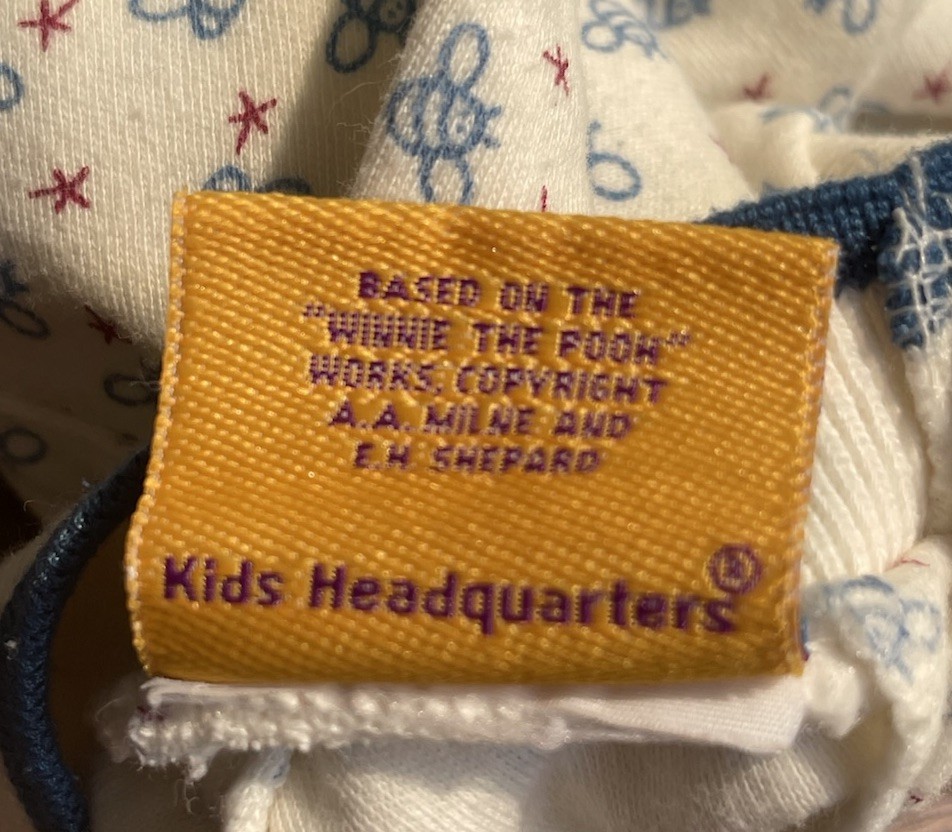 BASED ON THE
"WINNIE THE POOH"
WORKS, COPYRIGHT
A.A. MILNE AND
E.H. SHEPARD
Kids Headquarters®